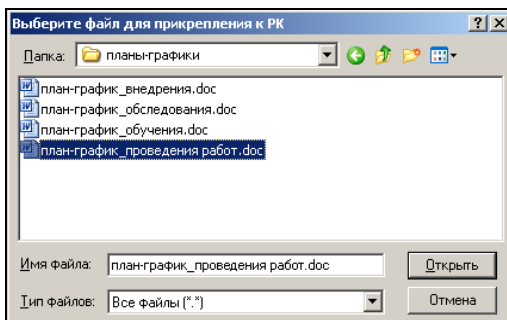 Выберите файл для прикрепления к РК
Папка: планы-графики
план-график_внедрения.doc
план-график_обследования.doc
план-график_обучения.doc
план-график_проведения работ.doc
Имя файла: план-график_проведения работ.doc Открыть
Тип файлов: Все файлы (*.*) Отмена